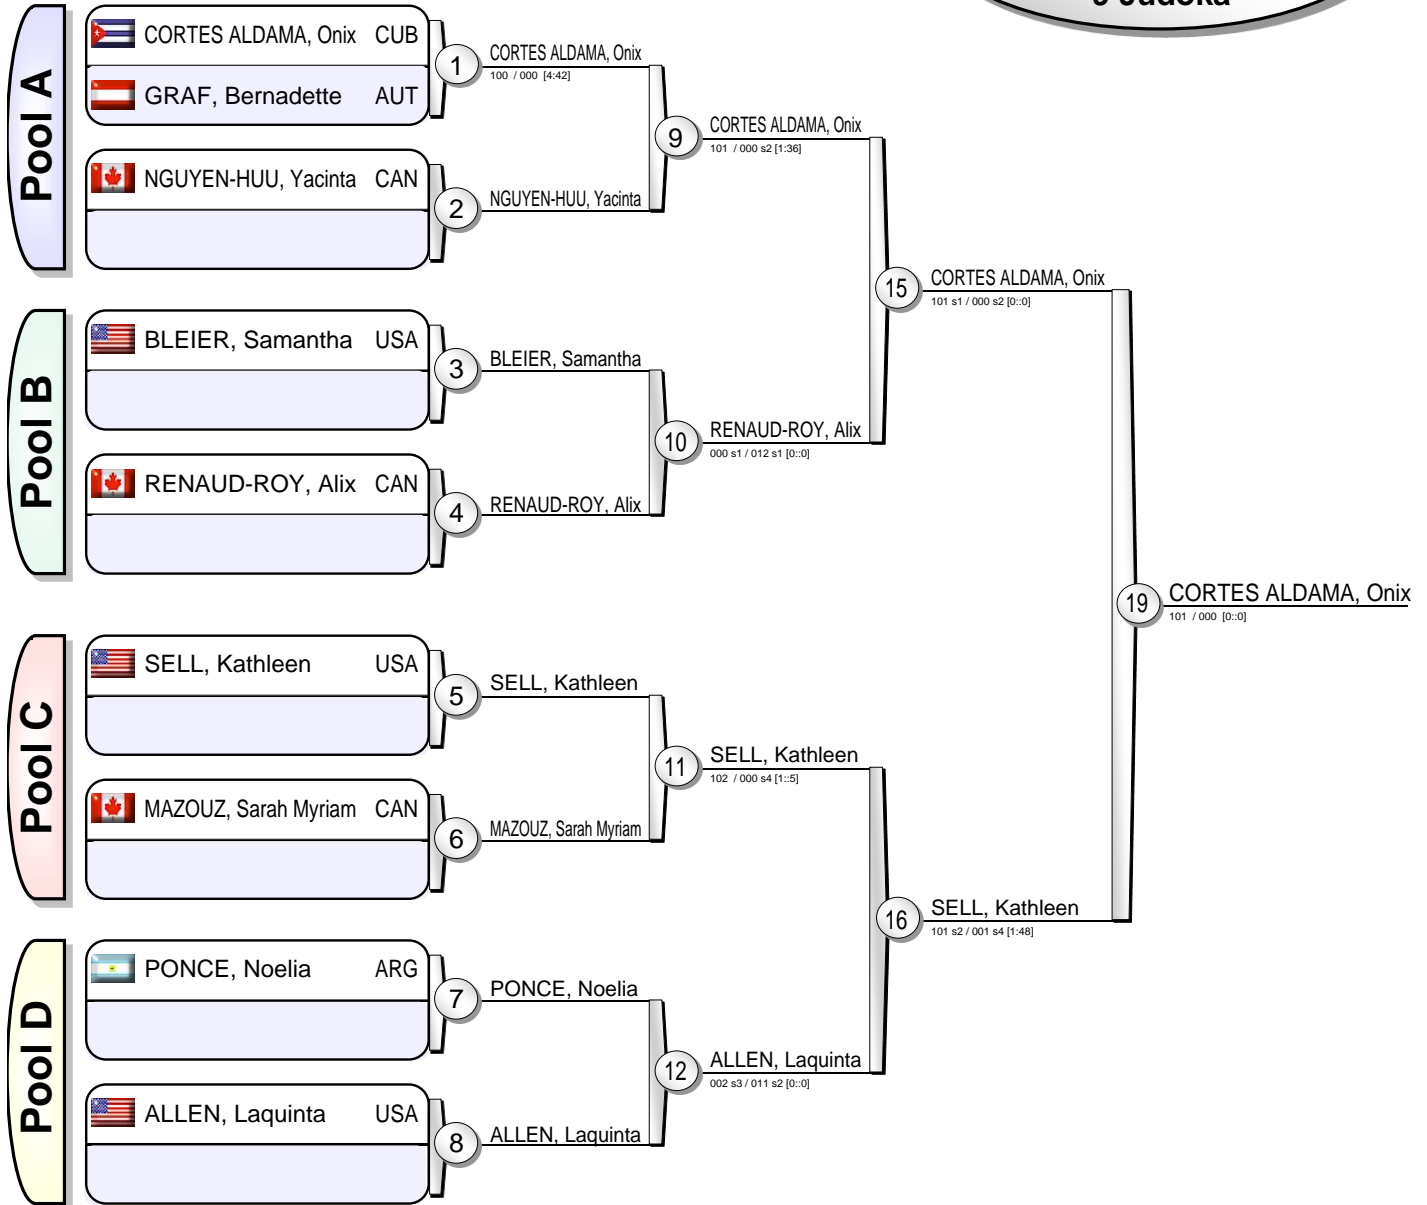 9 Judoka
Pool A
CORTES ALDAMA, Onix CUB
GRAF, Bernadette AUT
NGUYEN-HUU, Yacinta CAN
1
CORTES ALDAMA, Onix
100 / 000 [4:42]
2
NGUYEN-HUU, Yacinta
9
CORTES ALDAMA, Onix
101 / 000 s2 [1:36]
Pool B
BLEIER, Samantha USA
RENAUD-ROY, Alix CAN
3
BLEIER, Samantha
4
RENAUD-ROY, Alix
10
RENAUD-ROY, Alix
000 s1 / 012 s1 [0::0]
15
CORTES ALDAMA, Onix
101 s1 / 000 s2 [0::0]
Pool C
SELL, Kathleen USA
MAZOUZ, Sarah Myriam CAN
5
SELL, Kathleen
6
MAZOUZ, Sarah Myriam
11
SELL, Kathleen
102 / 000 s4 [1::5]
Pool D
PONCE, Noelia ARG
ALLEN, Laquinta USA
7
PONCE, Noelia
8
ALLEN, Laquinta
12
ALLEN, Laquinta
002 s3 / 011 s2 [0::0]
16
SELL, Kathleen
101 s2 / 001 s4 [1:48]
19
CORTES ALDAMA, Onix
101 / 000 [0::0]